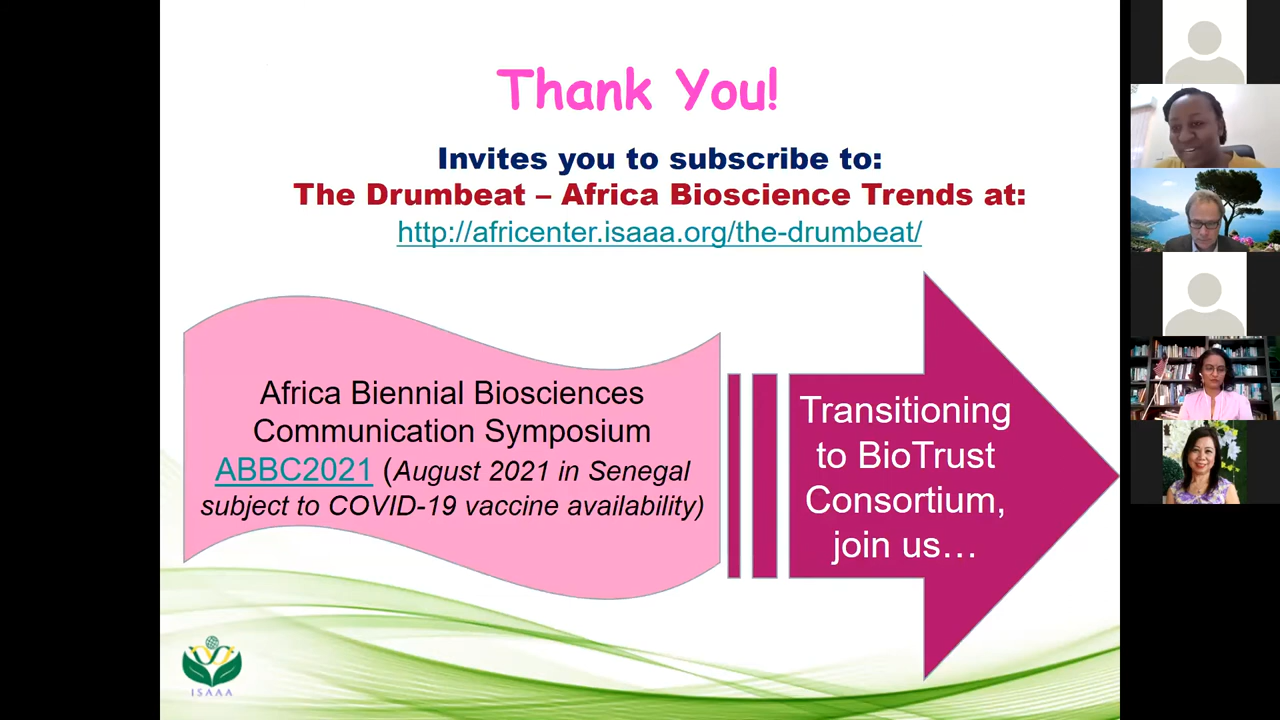 Thank You!
Invites you to subscribe to:
The Drumbeat – Africa Bioscience Trends at:
http://africenter.isaaa.org/the-drumbeat/
Africa Biennial Biosciences
Communication Symposium
ABBC2021 (August 2021 in Senegal
subject to COVID-19 vaccine availability)
Transitioning
to BioTrust
Consortium,
join us…
ISAAA